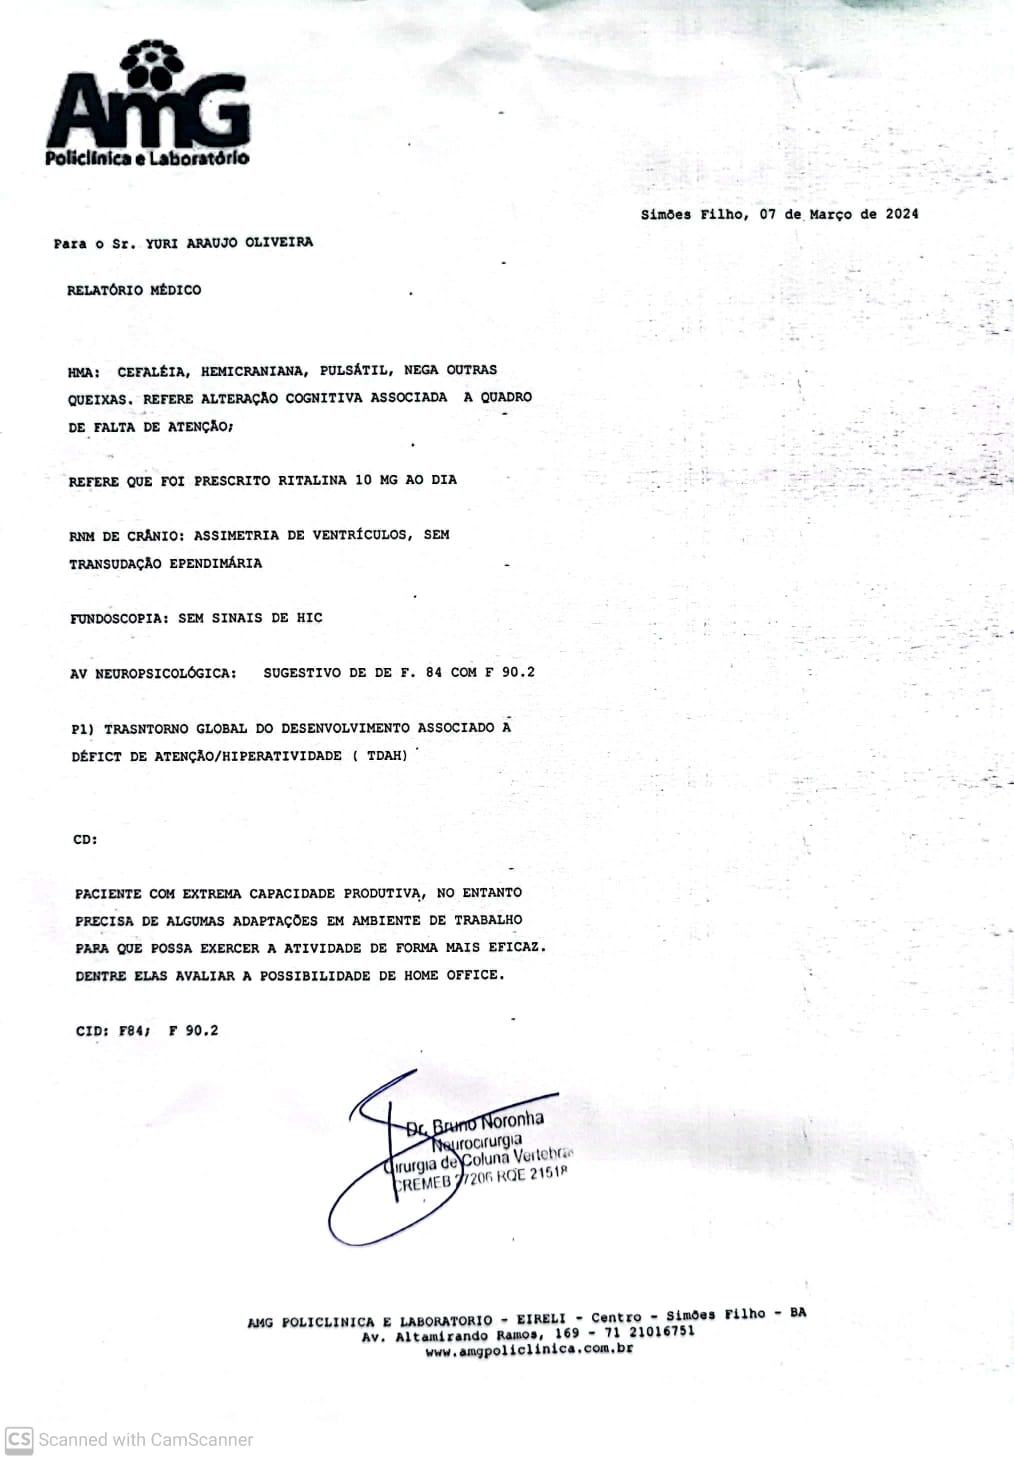 AmG
Policlínica e Laboratório
Simões Filho, 07 de Março de 2024
Para o Sr. YURI ARAUJO OLIVEIRA
RELATÓRIO MÉDICO
HMA: CEFALÉIA, HEMICRANIANA, PULSÁTIL, NEGA OUTRAS
QUEIXAS. REFERE ALTERAÇÃO COGNITIVA ASSOCIADA A QUADRO
DE FALTA DE ATENÇÃO;
REFERE QUE FOI PRESCRITO RITALINA 10 MG AO DIA
RNM DE CRÂNIO: ASSIMETRIA DE VENTRÍCULOS, SEM
TRANSUDAÇÃO EPENDIMÁRIA
FUNDOSCOPIA: SEM SINAIS DE HIC
AV NEUROPSICOLÓGICA: SUGESTIVO DE DE F. 84 COM F 90.2
P1) TRASNTORNO GLOBAL DO DESENVOLVIMENTO ASSOCIADO A
DÉFICT DE ATENÇÃO/HIPERATIVIDADE ( TDAH)
CD:
PACIENTE COM EXTREMA CAPACIDADE PRODUTIVA, NO ENTANTO
PRECISA DE ALGUMAS ADAPTAÇÕES EM AMBIENTE DE TRABALHO
PARA QUE POSSA EXERCER A ATIVIDADE DE FORMA MAIS EFICAZ.
DENTRE ELAS AVALIAR A POSSIBILIDADE DE HOME OFFICE.
CID: F84; F 90.2
Dr. Bruno Noronha
Neurocirurgia
Cirurgia de Coluna Vertebral
CREMEB 27206 RQE 21518
AMG POLICLINICA E LABORATORIO - EIRELI - Centro - Simões Filho - BA
Av. Altamirando Ramos, 169 - 71 21016751
www.amgpoliclinica.com.br
CS Scanned with CamScanner